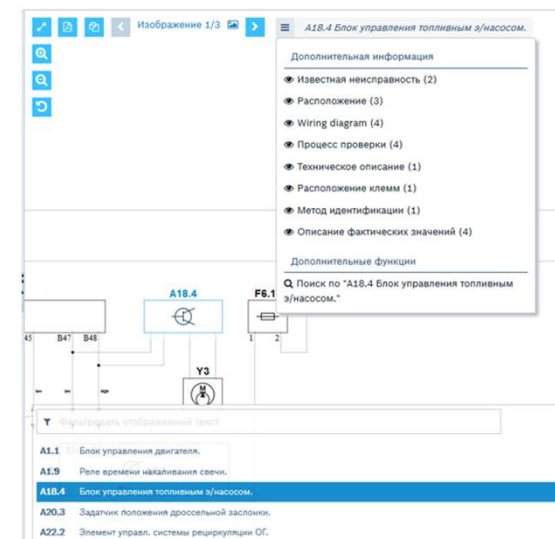 Изображение 1/3
А18.4 Блок управления топливным э/насосом.
Дополнительная информация
Известная неисправность (2)
Расположение (3)
Wiring diagram (4)
Процесс проверки (4)
Техническое описание (1)
Расположение клемм (1)
Метод идентификации (1)
Описание фактических значений (4)
Дополнительные функции
Поиск по "А18.4 Блок управления топливным
э/насосом."
A18.4
F6.1
45 B47 B48 1 2
Y3
M
Фильтровать отображенный текст
A1.1 Блок управления двигателя.
A1.9 Реле времени накаливания свечи.
A18.4 Блок управления топливным э/насосом.
A20.3 Задатчик положения дроссельной заслонки.
A22.2 Элемент управл. системы рециркуляции ОГ.